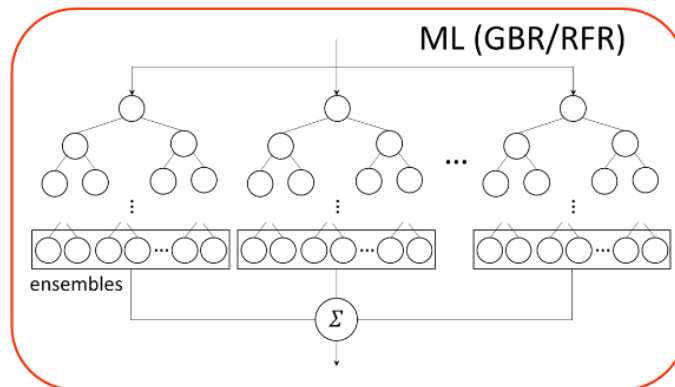 ML (GBR/RFR)
...
⋮ ⋮ ⋮
... ... ...
ensembles
Σ